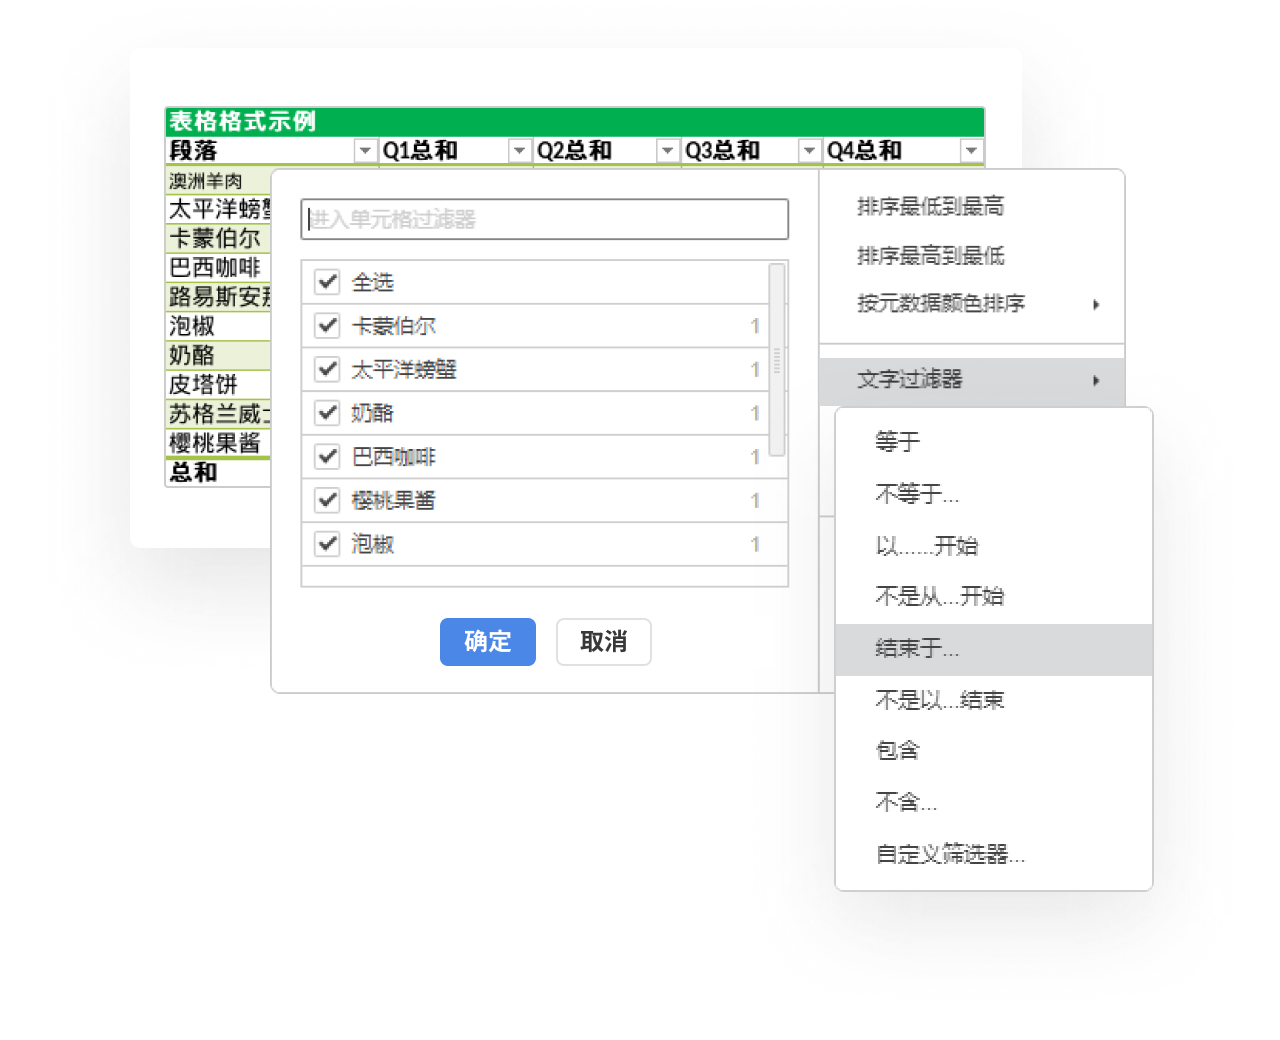 表格格式示例
段落 Q1总和 Q2总和 Q3总和 Q4总和
澳洲羊肉
太平洋螃蟹
卡蒙伯尔
巴西咖啡
路易斯安
泡椒
奶酪
皮塔饼
苏格兰威
樱桃果酱
总和
进入单元格过滤器
全选
卡蒙伯尔 1
太平洋螃蟹 1
奶酪 1
巴西咖啡 1
樱桃果酱 1
泡椒 1
确定 取消
排序最低到最高
排序最高到最低
按元数据颜色排序
文字过滤器
等于
不等于...
以......开始
不是从...开始
结束于...
不是以...结束
包含
不含...
自定义筛选器...